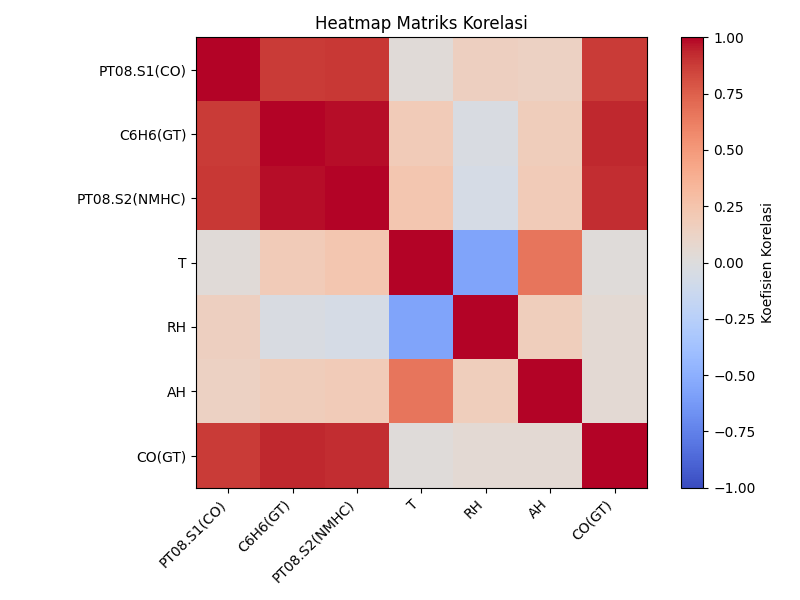 Heatmap Matriks Korelasi
PT08.S1(CO)
C6H6(GT)
PT08.S2(NMHC)
T
RH
AH
CO(GT)
PT08.S1(CO)
C6H6(GT)
PT08.S2(NMHC)
T
RH
AH
CO(GT)
1.00
0.75
0.50
0.25
0.00
−0.25
−0.50
−0.75
−1.00
Koefisien Korelasi